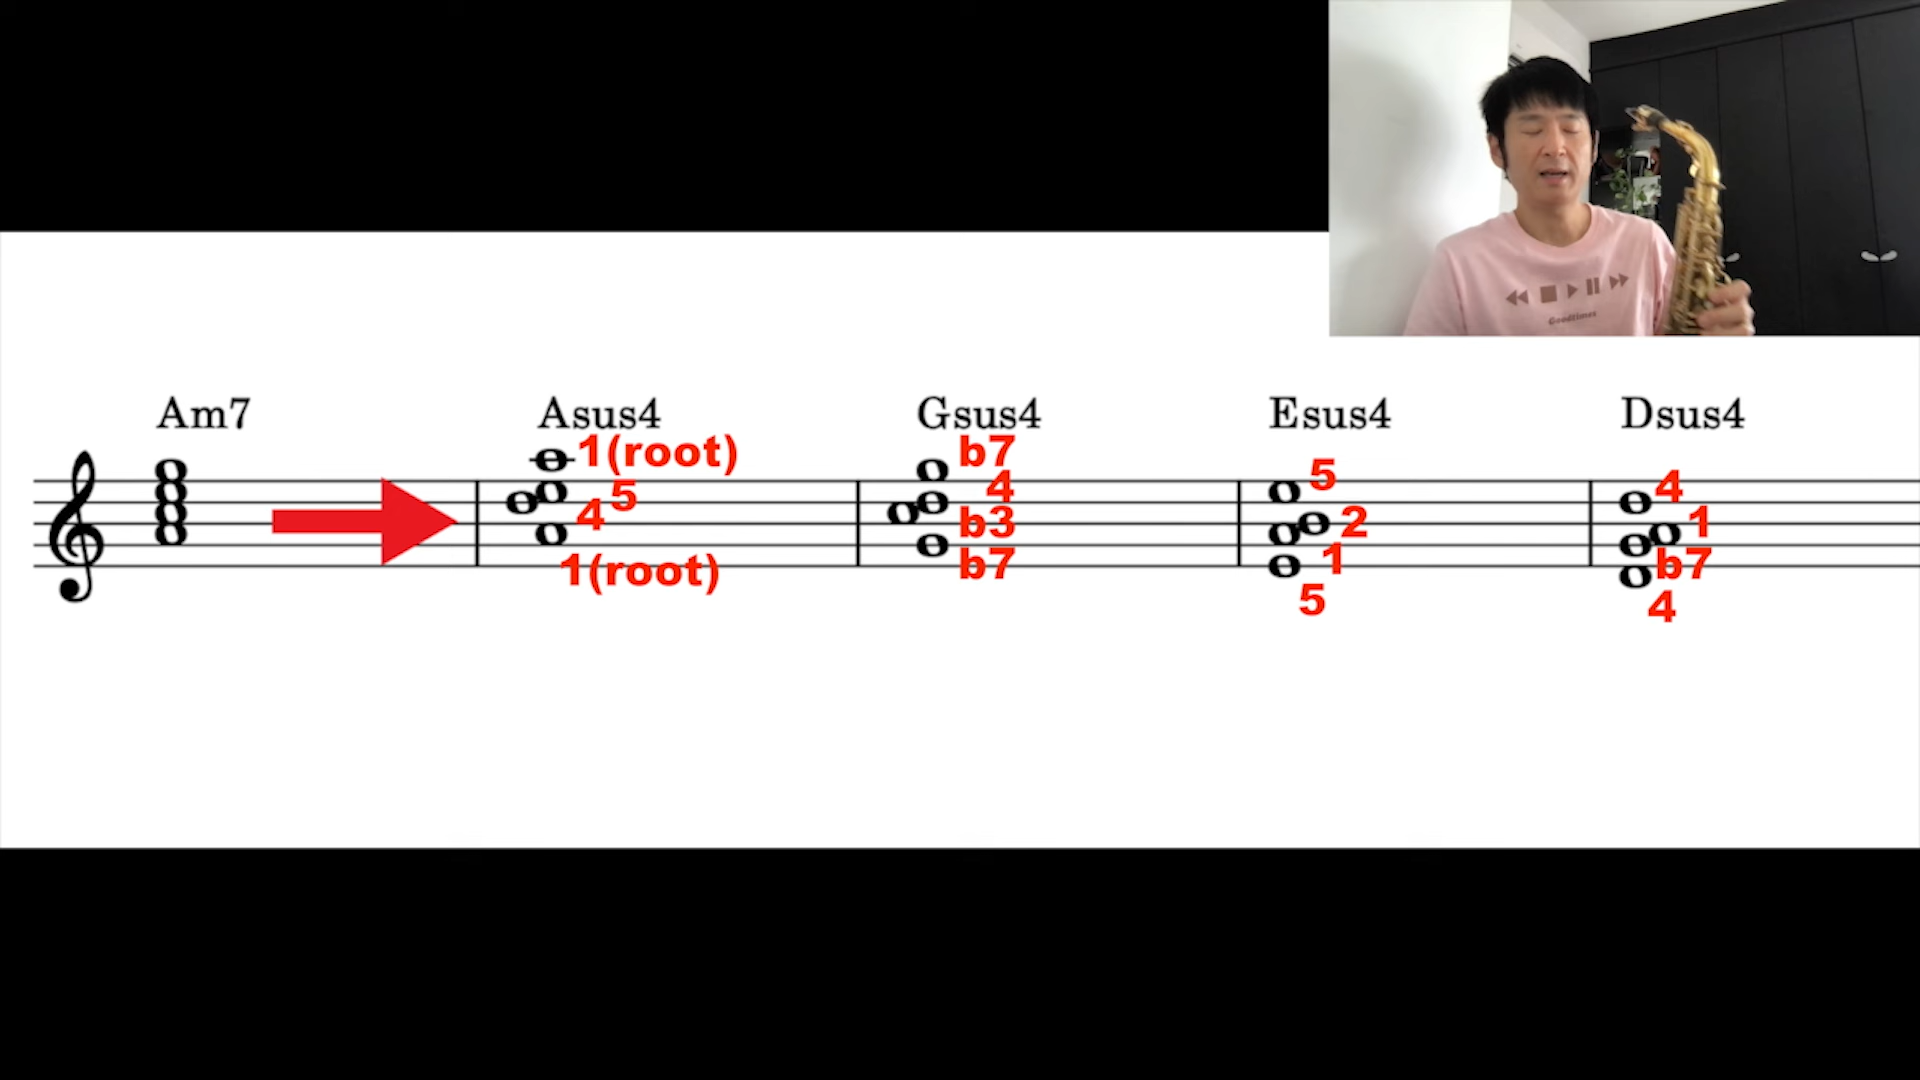 Goodtimes
Am7 Asus4 Gsus4 Esus4 Dsus4
1(root) b7 5 4
5 4 2 1
4 b3 1 b7
1(root) b7 5 4